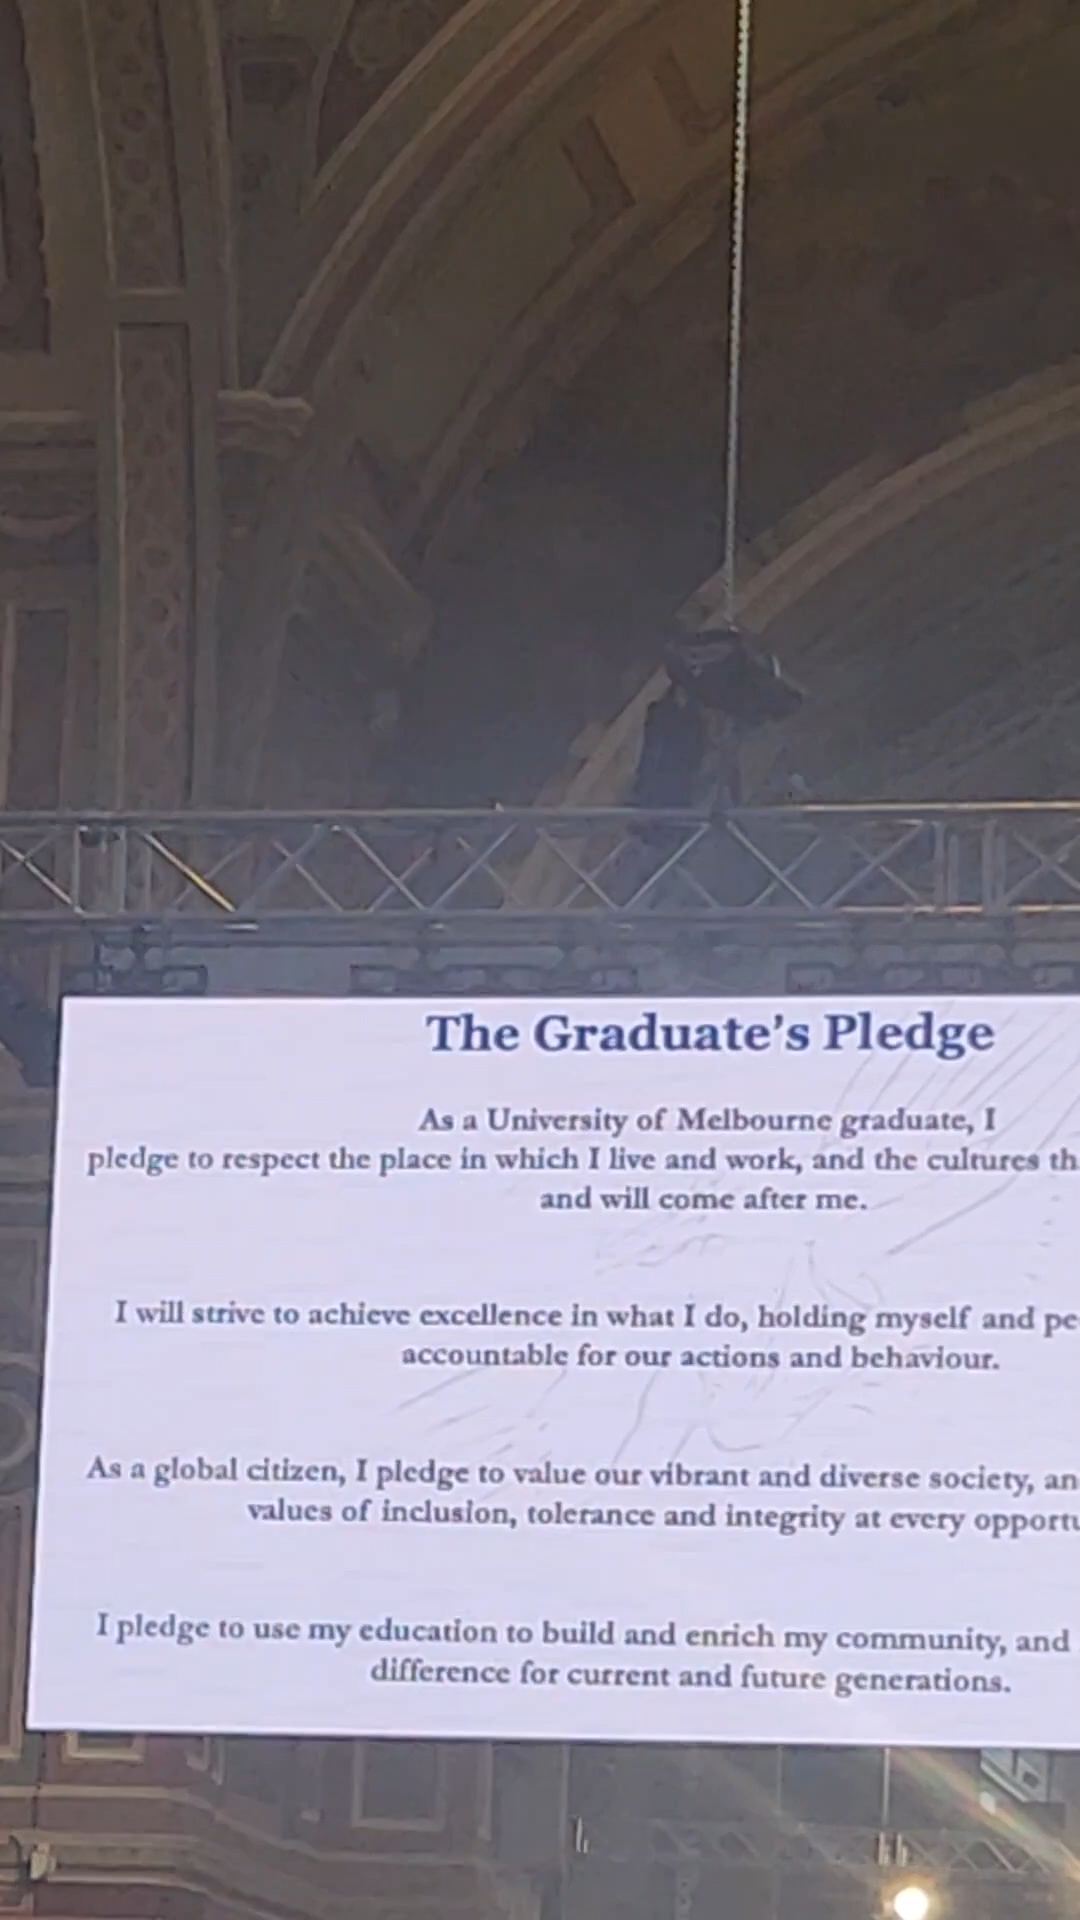 The Graduate's Pledge
As a University of Melbourne graduate, I
pledge to respect the place in which I live and work, and the cultures th
and will come after me.
I will strive to achieve excellence in what I do, holding myself and pe
accountable for our actions and behaviour.
As a global citizen, I pledge to value our vibrant and diverse society, an
values of inclusion, tolerance and integrity at every opportu
I pledge to use my education to build and enrich my community, and
difference for current and future generations.